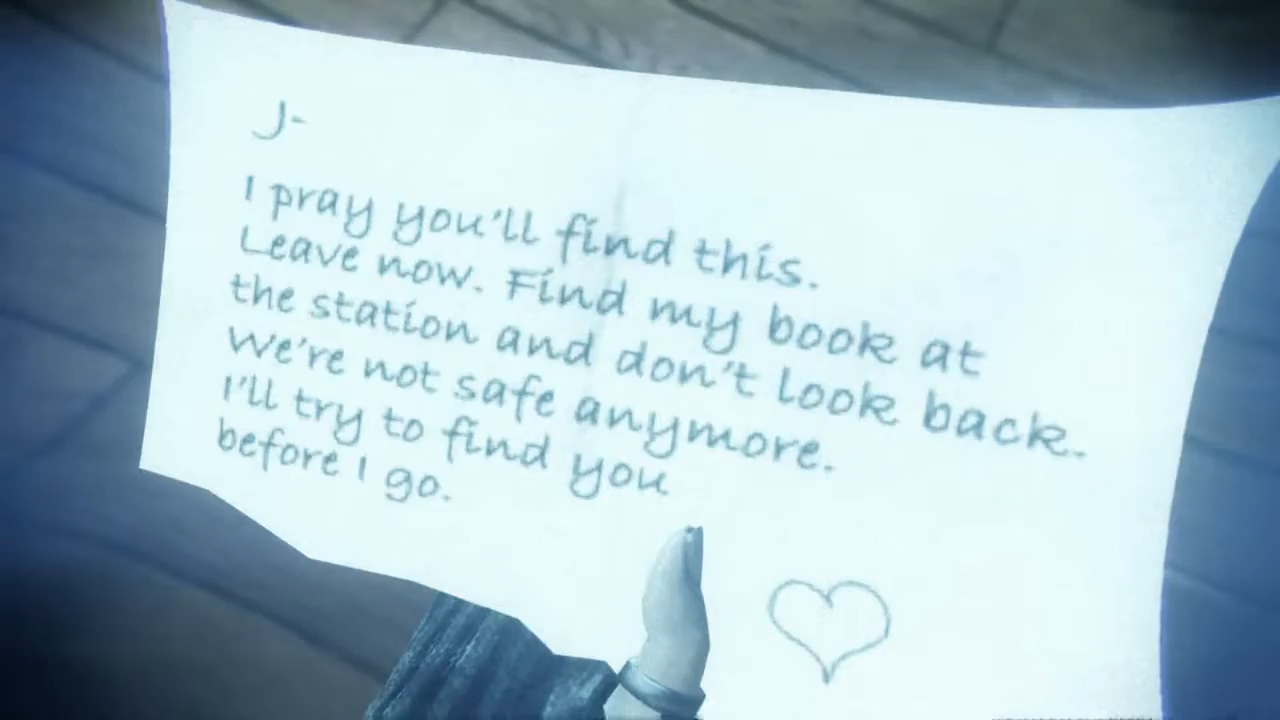 J-
I pray you'll find this.
Leave now. Find my book at
the station and don't look back.
We're not safe anymore.
I'll try to find you
before I go.